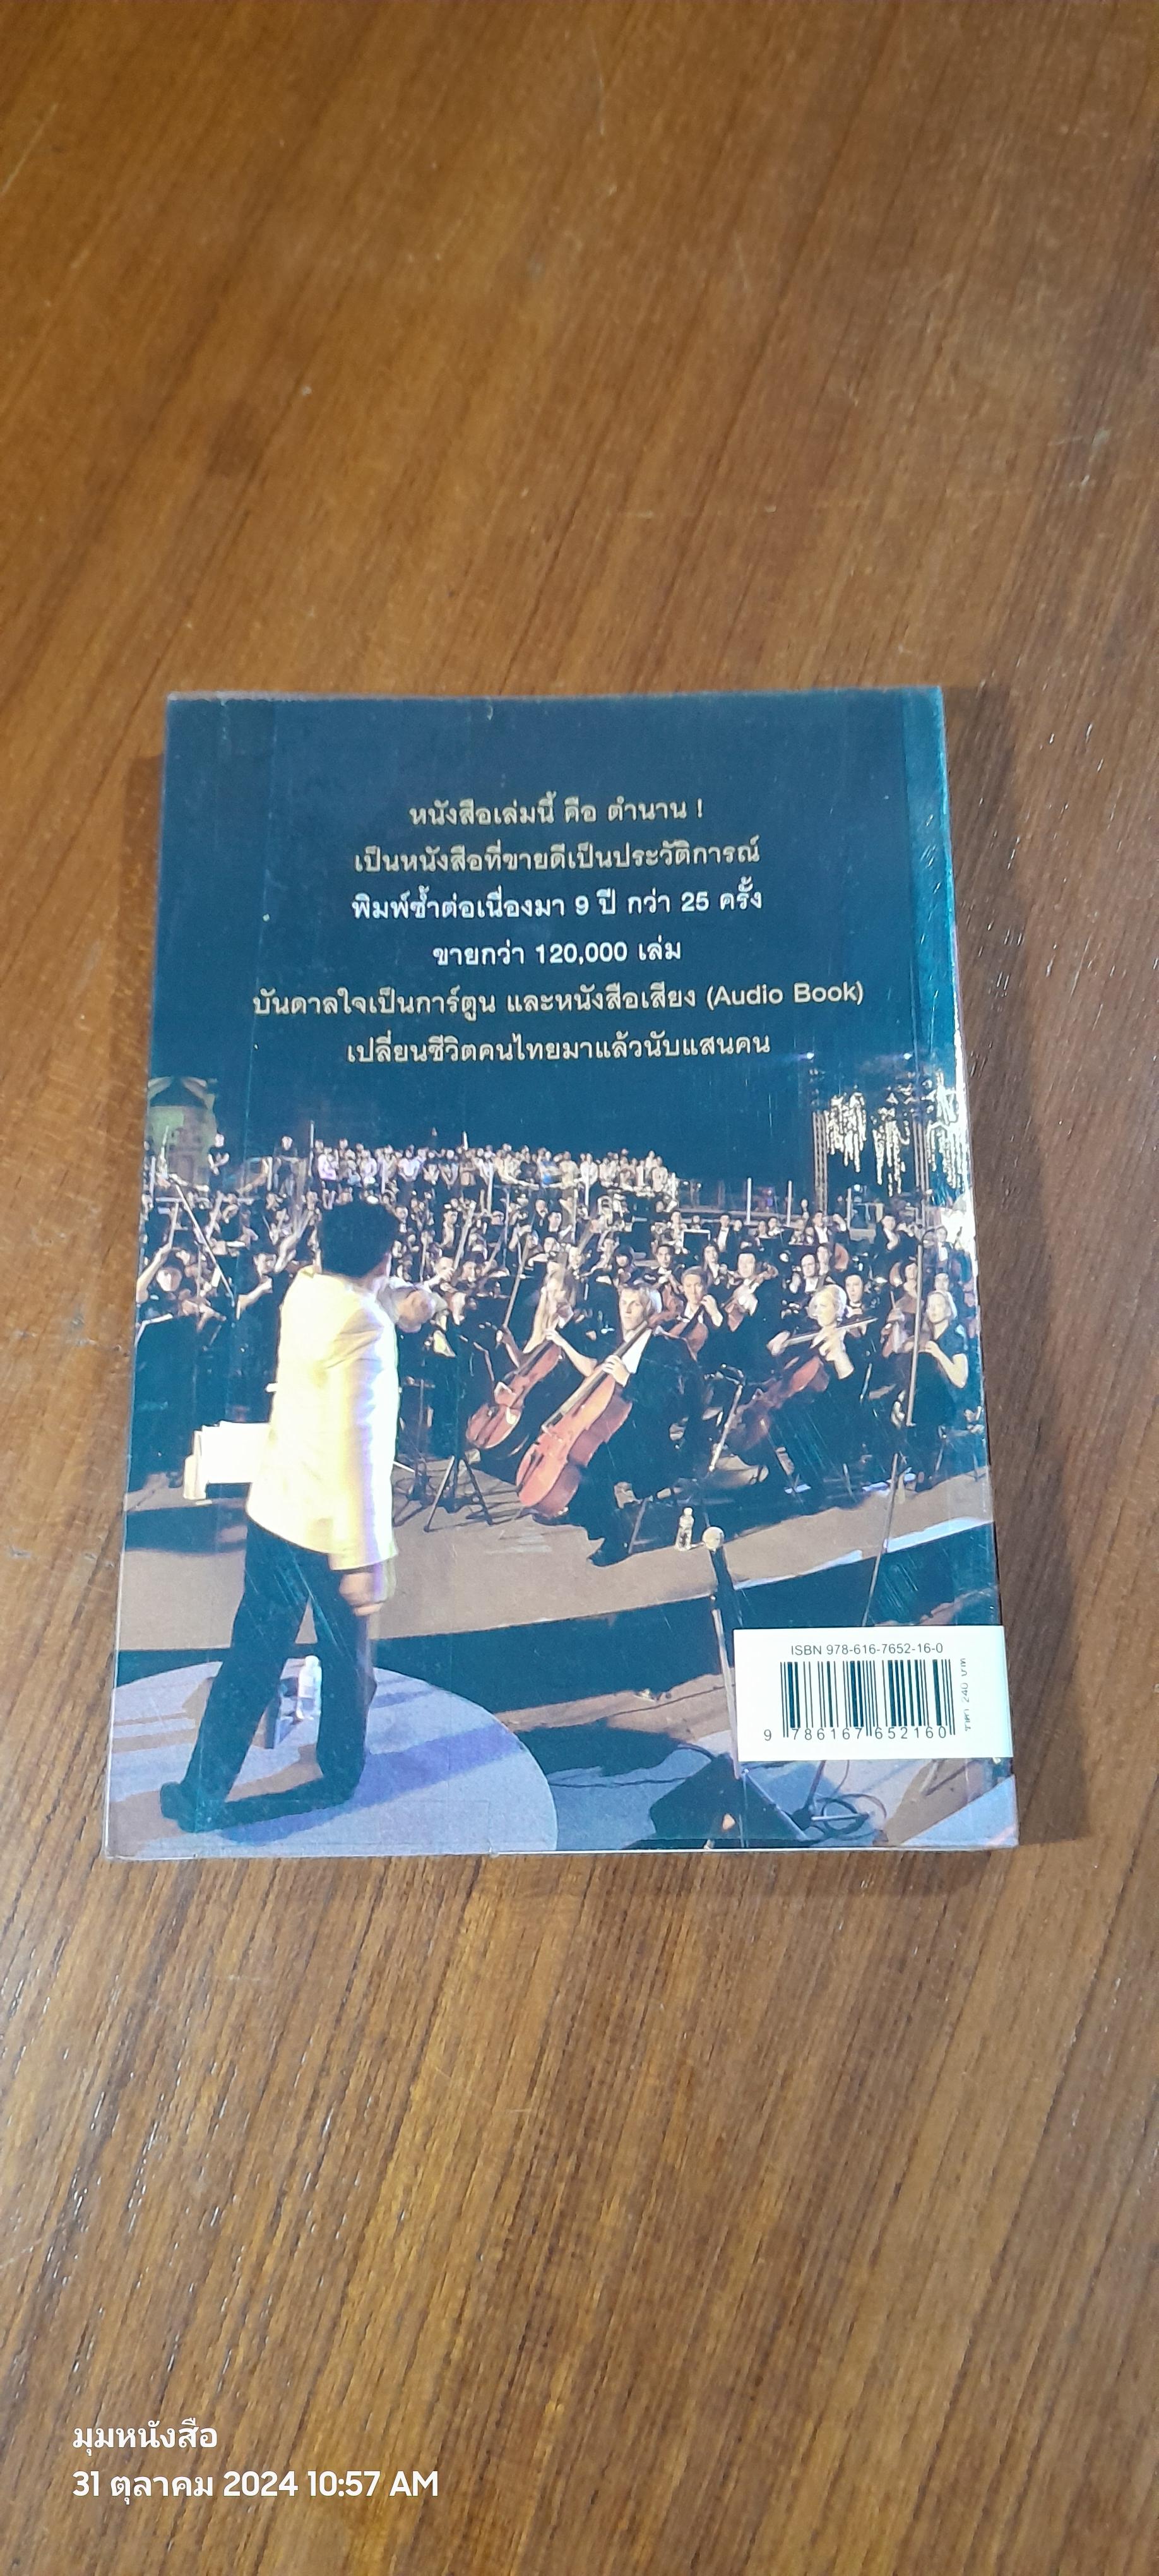 หนังสือเล่มนี้ คือ ตำนาน !
เป็นหนังสือที่ขายดีเป็นประวัติการณ์
พิมพ์ซ้ำต่อเนื่องมา 9 ปี กว่า 25 ครั้ง
ขายกว่า 120,000 เล่ม
บันดาลใจเป็นการ์ตูน และหนังสือเสียง (Audio Book)
เปลี่ยนชีวิตคนไทยมาแล้วนับแสนคน
ISBN 978-616-7652-16-0
9 786167 652160
ราคา 240 บาท
มุมหนังสือ
31 ตุลาคม 2024 10:57 AM